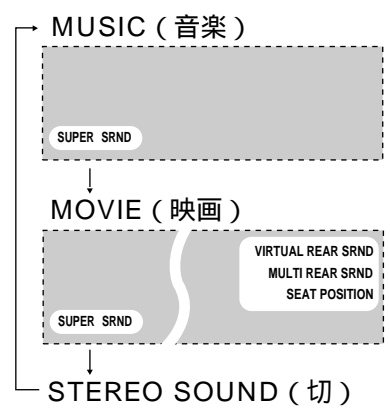 MUSIC(音楽)
SUPER SRND
MOVIE(映画)
VIRTUAL REAR SRND
MULTI REAR SRND
SEAT POSITION
SUPER SRND
STEREO SOUND(切)